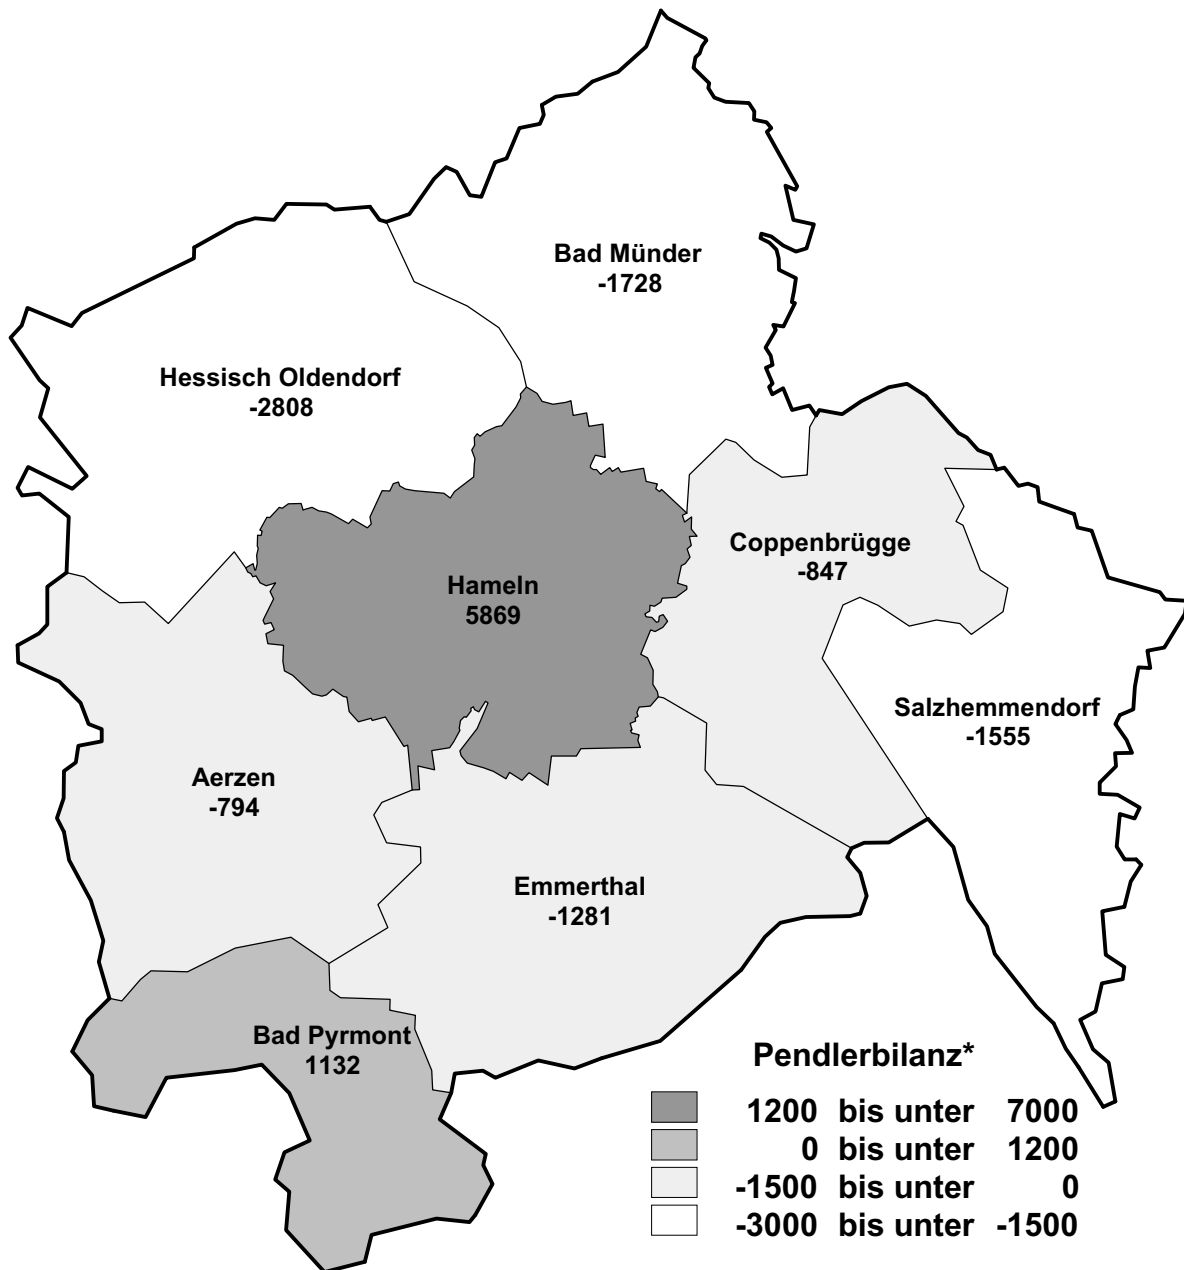 Bad Münder
-1728
Hessisch Oldendorf
-2808
Coppenbrügge
-847
Hameln
5869
Salzhemmendorf
-1555
Aerzen
-794
Emmerthal
-1281
Bad Pyrmont
1132
Pendlerbilanz*
1200 bis unter 7000
0 bis unter 1200
-1500 bis unter 0
-3000 bis unter -1500